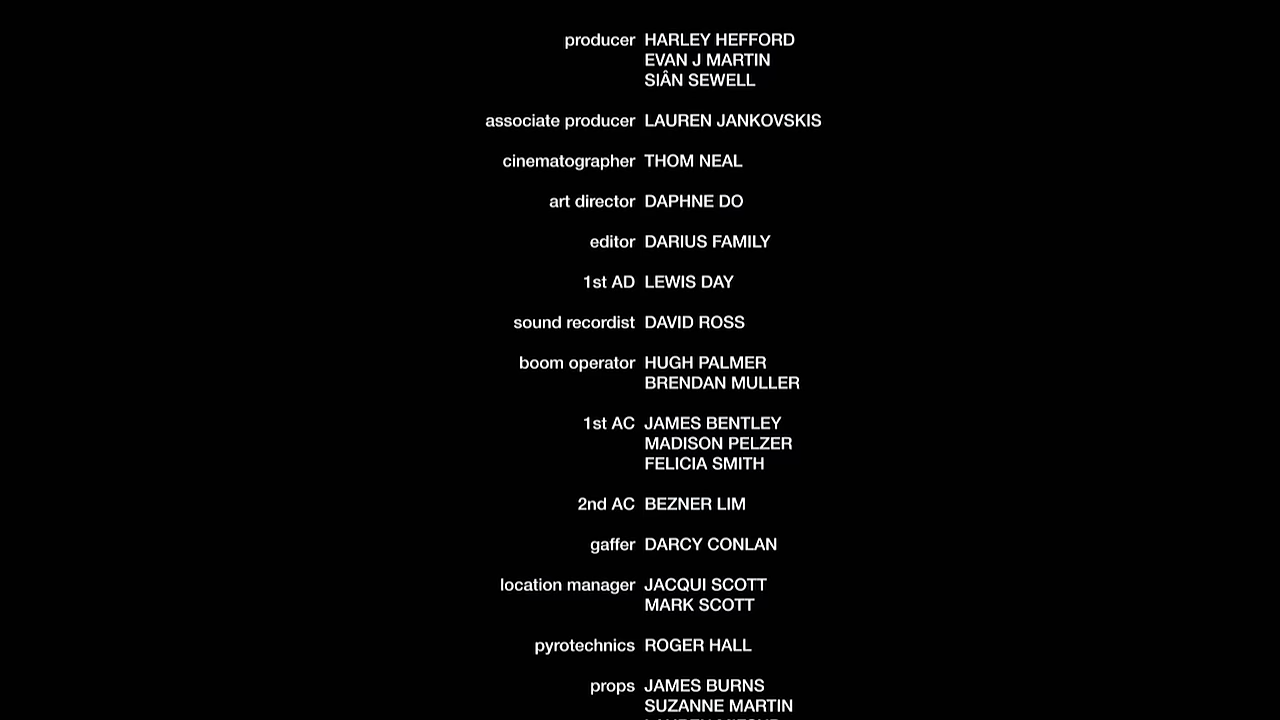 producer HARLEY HEFFORD
EVAN J MARTIN
SIÂN SEWELL
associate producer LAUREN JANKOVSKIS
cinematographer THOM NEAL
art director DAPHNE DO
editor DARIUS FAMILY
1st AD LEWIS DAY
sound recordist DAVID ROSS
boom operator HUGH PALMER
BRENDAN MULLER
1st AC JAMES BENTLEY
MADISON PELZER
FELICIA SMITH
2nd AC BEZNER LIM
gaffer DARCY CONLAN
location manager JACQUI SCOTT
MARK SCOTT
pyrotechnics ROGER HALL
props JAMES BURNS
SUZANNE MARTIN